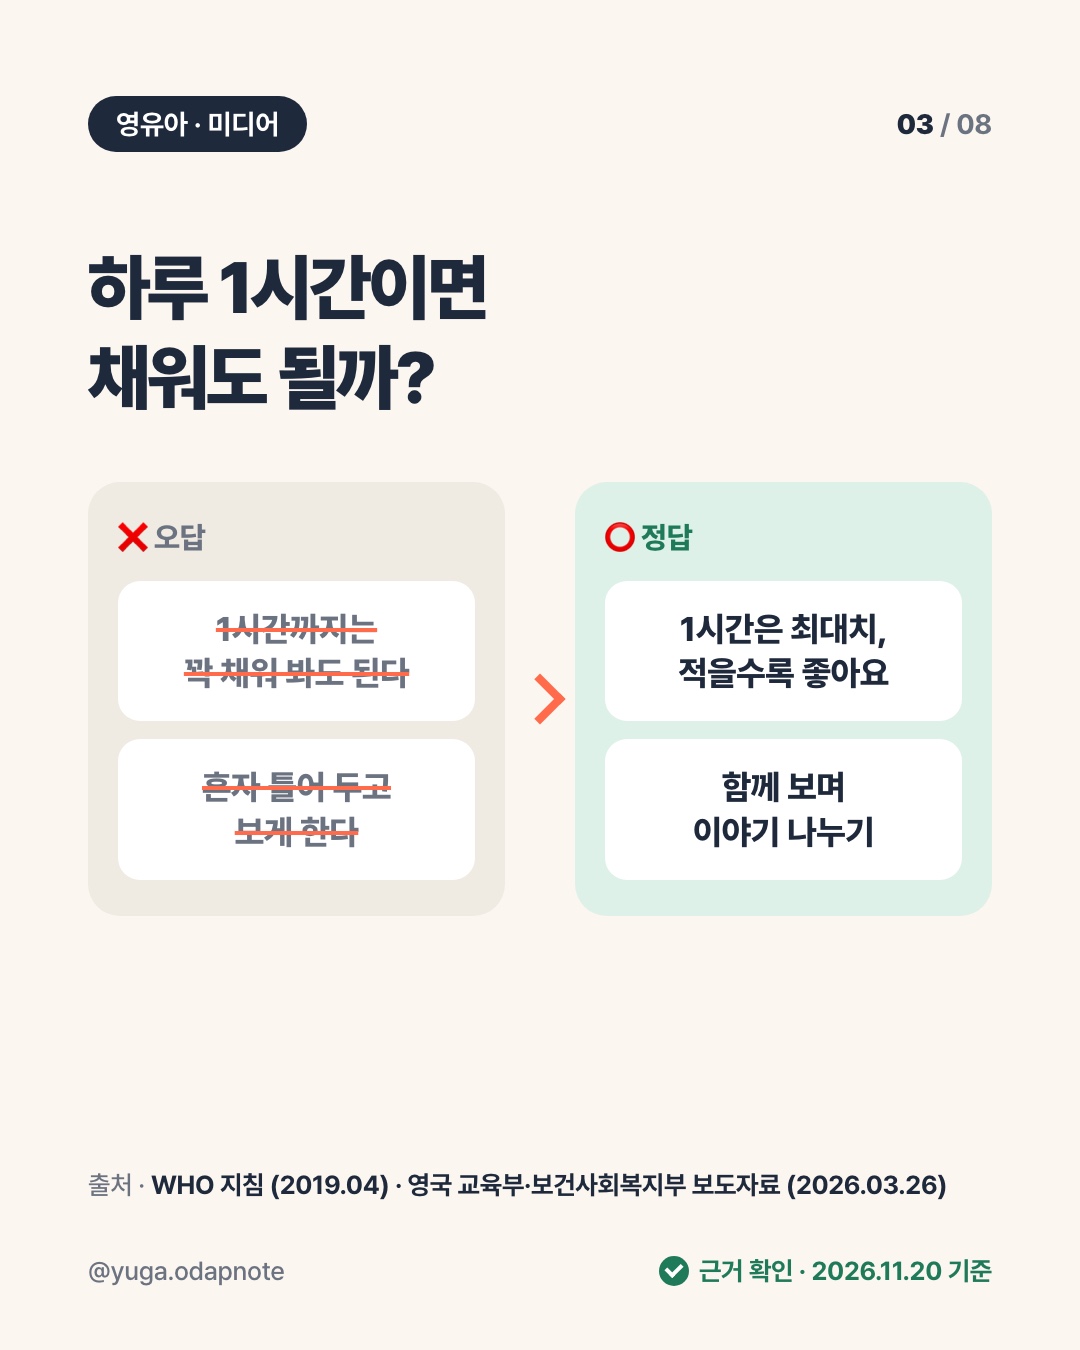 영유아 · 미디어
03 / 08
하루 1시간이면
채워도 될까?
❌ 오답
1시간까지는
꽉 채워 봐도 된다
혼자 틀어 두고
보게 한다
⭕ 정답
1시간은 최대치,
적을수록 좋아요
함께 보며
이야기 나누기
출처 · WHO 지침 (2019.04) · 영국 교육부·보건사회복지부 보도자료 (2026.03.26)
@yuga.odapnote
근거 확인 · 2026.11.20 기준